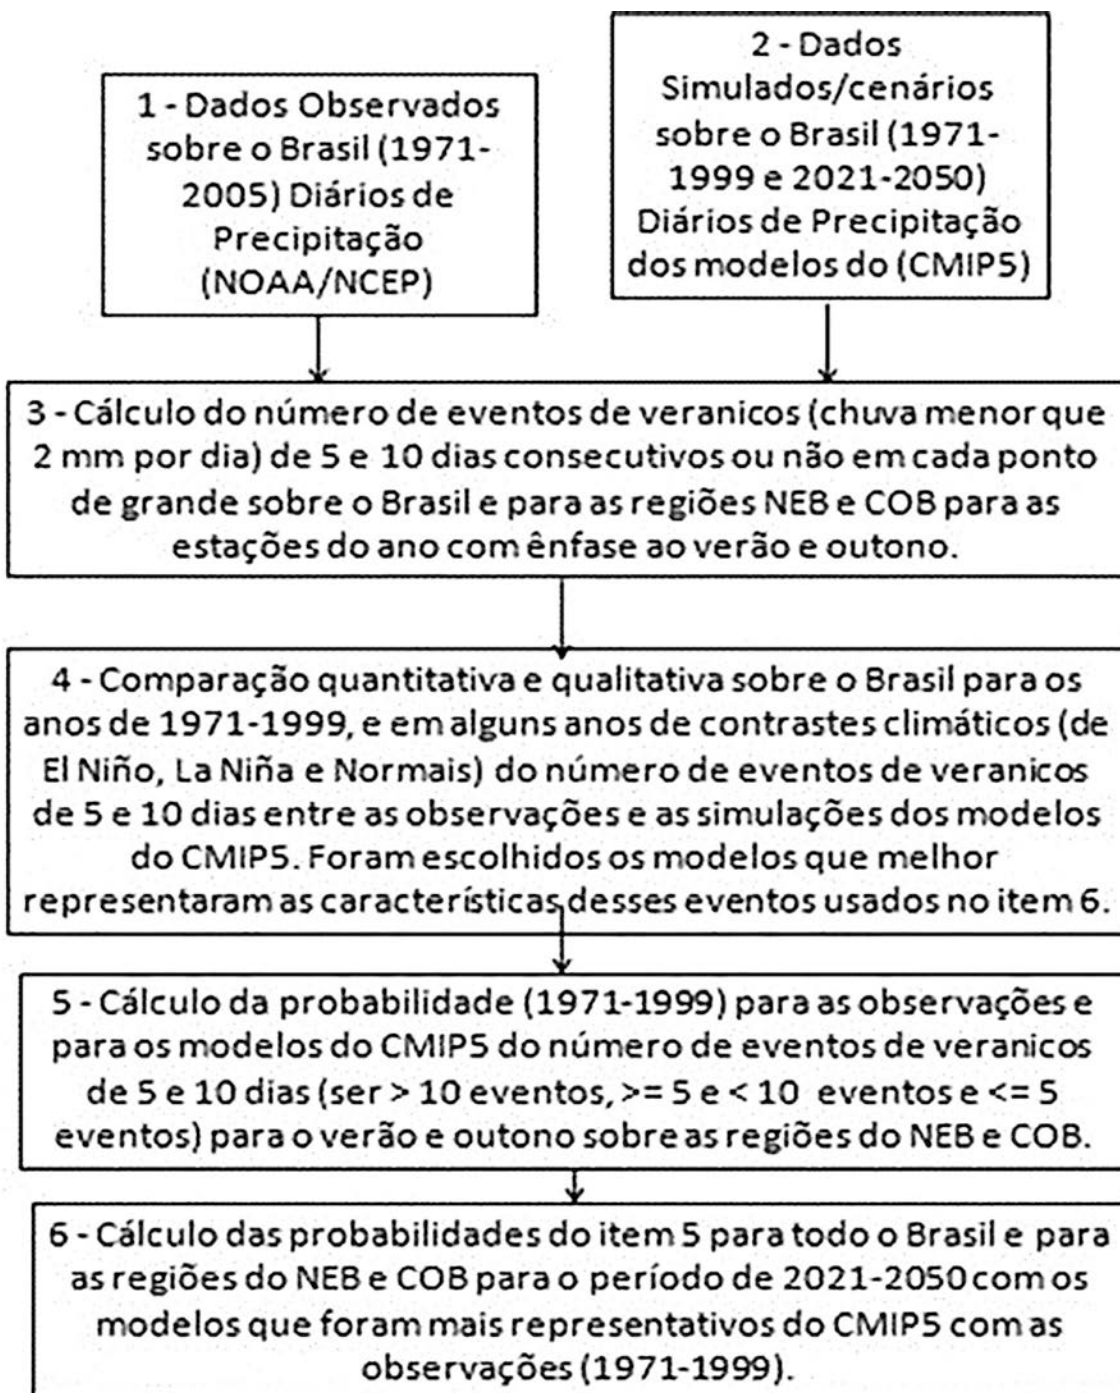 1 - Dados Observados
sobre o Brasil (1971-
2005) Diários de
Precipitação
(NOAA/NCEP)
2 - Dados
Simulados/cenários
sobre o Brasil (1971-
1999 e 2021-2050)
Diários de Precipitação
dos modelos do (CMIP5)
3 - Cálculo do número de eventos de veranicos (chuva menor que
2 mm por dia) de 5 e 10 dias consecutivos ou não em cada ponto
de grande sobre o Brasil e para as regiões NEB e COB para as
estações do ano com ênfase ao verão e outono.
4 - Comparação quantitativa e qualitativa sobre o Brasil para os
anos de 1971-1999, e em alguns anos de contrastes climáticos (de
El Niño, La Niña e Normais) do número de eventos de veranicos
de 5 e 10 dias entre as observações e as simulações dos modelos
do CMIP5. Foram escolhidos os modelos que melhor
representaram as características desses eventos usados no item 6.
5 - Cálculo da probabilidade (1971-1999) para as observações e
para os modelos do CMIP5 do número de eventos de veranicos
de 5 e 10 dias (ser > 10 eventos, >= 5 e < 10 eventos e <= 5
eventos) para o verão e outono sobre as regiões do NEB e COB.
6 - Cálculo das probabilidades do item 5 para todo o Brasil e para
as regiões do NEB e COB para o período de 2021-2050 com os
modelos que foram mais representativos do CMIP5 com as
observações (1971-1999).